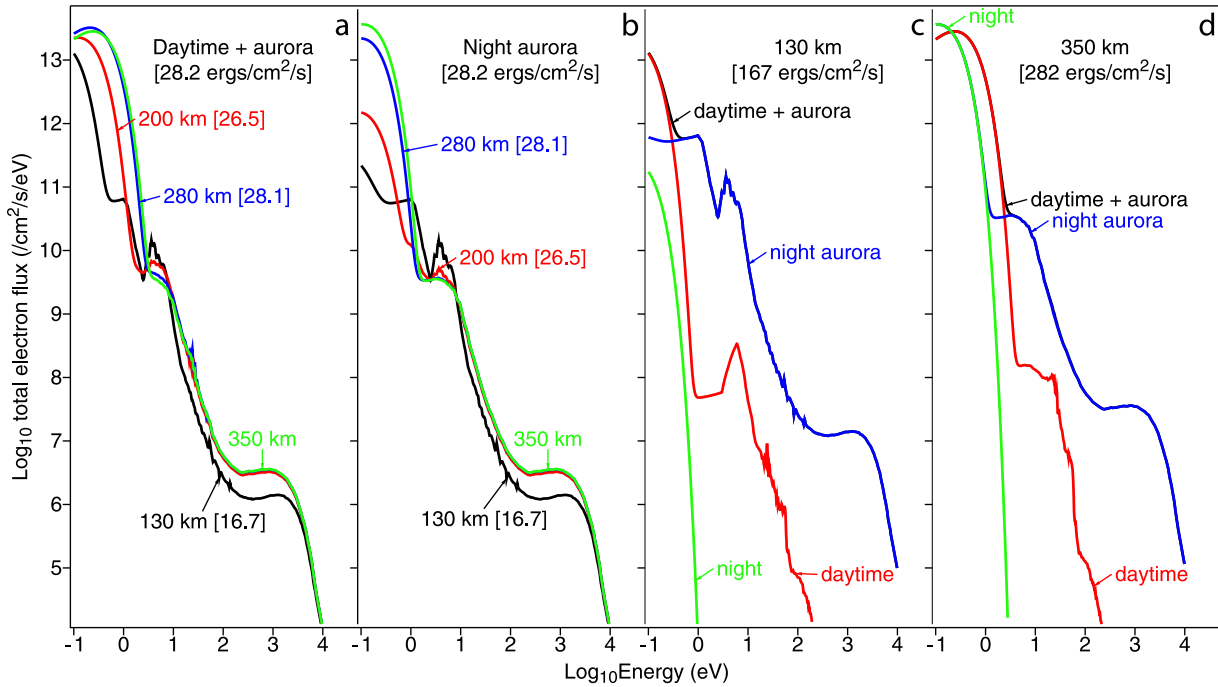 a
Daytime + aurora
[28.2 ergs/cm²/s]
200 km [26.5]
280 km [28.1]
350 km
130 km [16.7]
b
Night aurora
[28.2 ergs/cm²/s]
280 km [28.1]
200 km [26.5]
350 km
130 km [16.7]
c
130 km
[167 ergs/cm²/s]
daytime + aurora
night aurora
night
daytime
d
night
350 km
[282 ergs/cm²/s]
daytime + aurora
night aurora
daytime
Log₁₀ total electron flux (/cm²/s/eV)
13
12
11
10
9
8
7
6
5
-1 0 1 2 3 4
-1 0 1 2 3 4
-1 0 1 2 3 4
-1 0 1 2 3 4
Log₁₀Energy (eV)